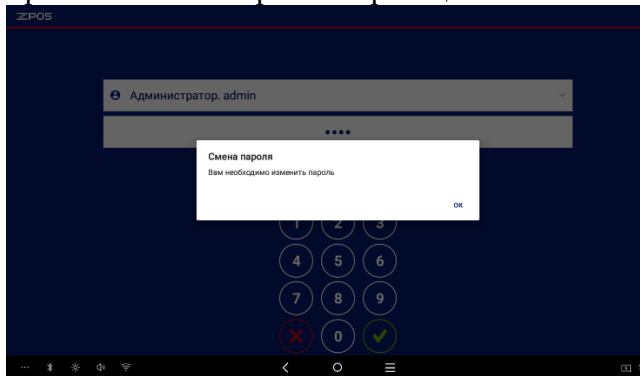 ZPOS
Администратор. admin
••••
Смена пароля
Вам необходимо изменить пароль
ОК
1 2 3
4 5 6
7 8 9
0